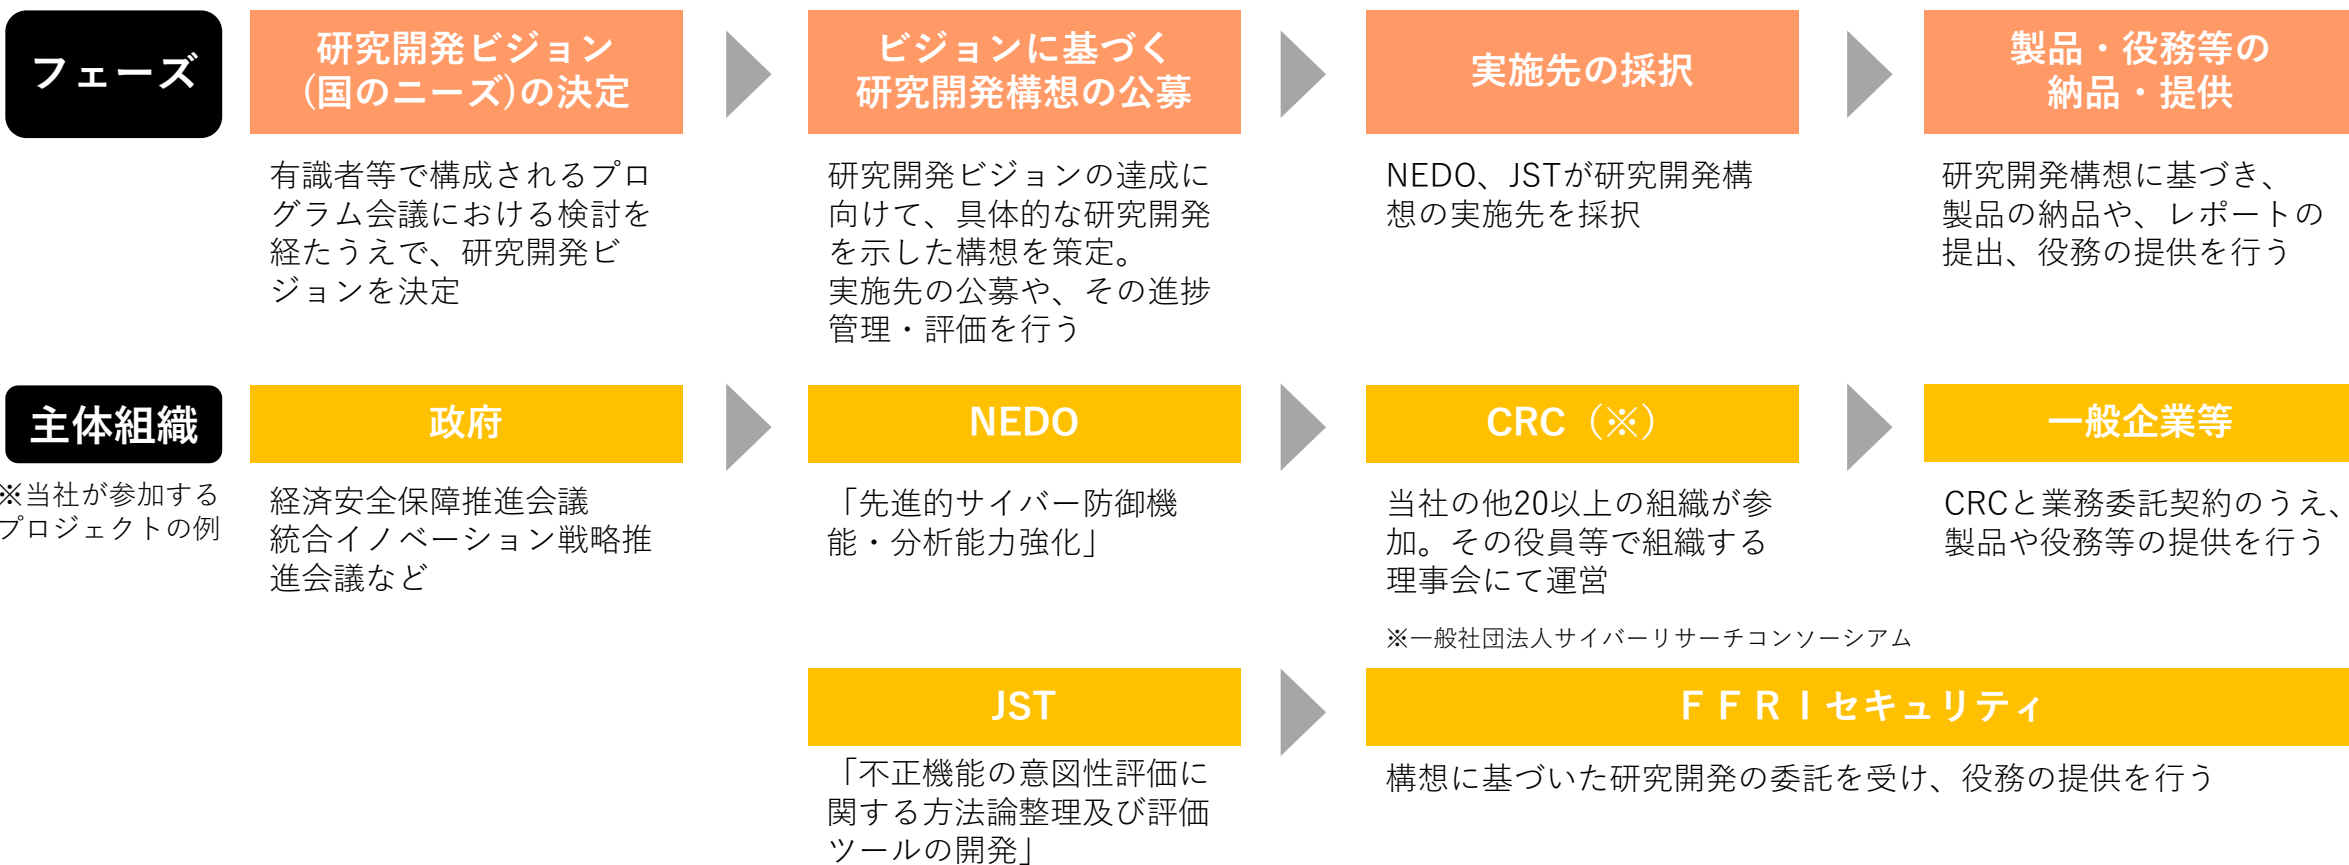 フェーズ
研究開発ビジョン
(国のニーズ)の決定
ビジョンに基づく
研究開発構想の公募
実施先の採択
製品・役務等の
納品・提供
有識者等で構成されるプロ
グラム会議における検討を
経たうえで、研究開発ビ
ジョンを決定
研究開発ビジョンの達成に
向けて、具体的な研究開発
を示した構想を策定。
実施先の公募や、その進捗
管理・評価を行う
NEDO、JSTが研究開発構
想の実施先を採択
研究開発構想に基づき、
製品の納品や、レポートの
提出、役務の提供を行う
主体組織
※当社が参加する
プロジェクトの例
政府
NEDO
CRC（※）
一般企業等
経済安全保障推進会議
統合イノベーション戦略推
進会議など
「先進的サイバー防御機
能・分析能力強化」
当社の他20以上の組織が参
加。その役員等で組織する
理事会にて運営
※一般社団法人サイバーリサーチコンソーシアム
CRCと業務委託契約のうえ、
製品や役務等の提供を行う
JST
ＦＦＲＩセキュリティ
「不正機能の意図性評価に
関する方法論整理及び評価
ツールの開発」
構想に基づいた研究開発の委託を受け、役務の提供を行う